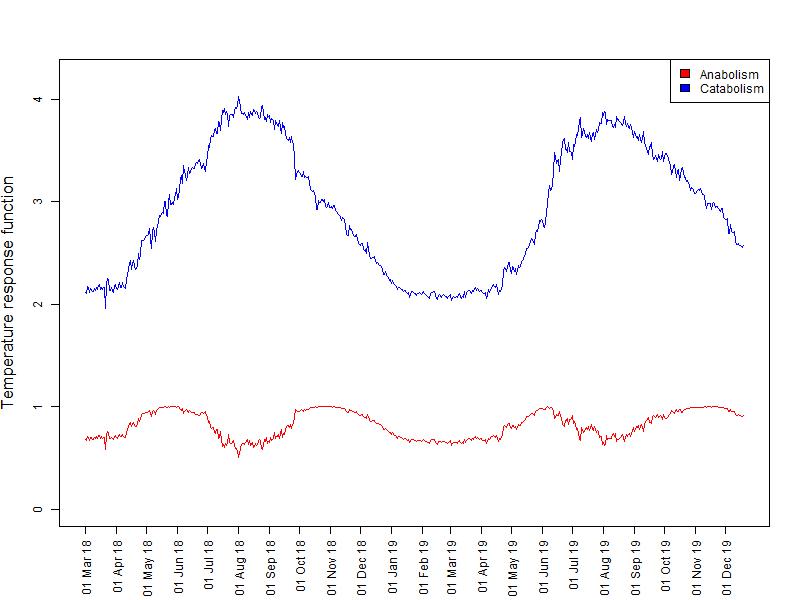 Anabolism
Catabolism
Temperature response function
4
3
2
1
0
01 Mar 18
01 Apr 18
01 May 18
01 Jun 18
01 Jul 18
01 Aug 18
01 Sep 18
01 Oct 18
01 Nov 18
01 Dec 18
01 Jan 19
01 Feb 19
01 Mar 19
01 Apr 19
01 May 19
01 Jun 19
01 Jul 19
01 Aug 19
01 Sep 19
01 Oct 19
01 Nov 19
01 Dec 19